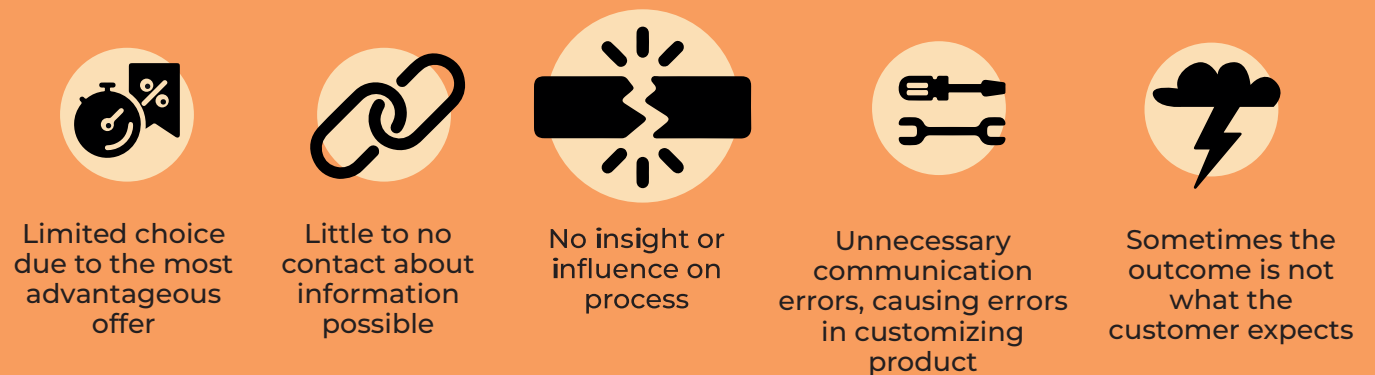 %
Limited choice
due to the most
advantageous
offer
Little to no
contact about
information
possible
No insight or
influence on
process
Unnecessary
communication
errors, causing errors
in customizing
product
Sometimes the
outcome is not
what the
customer expects